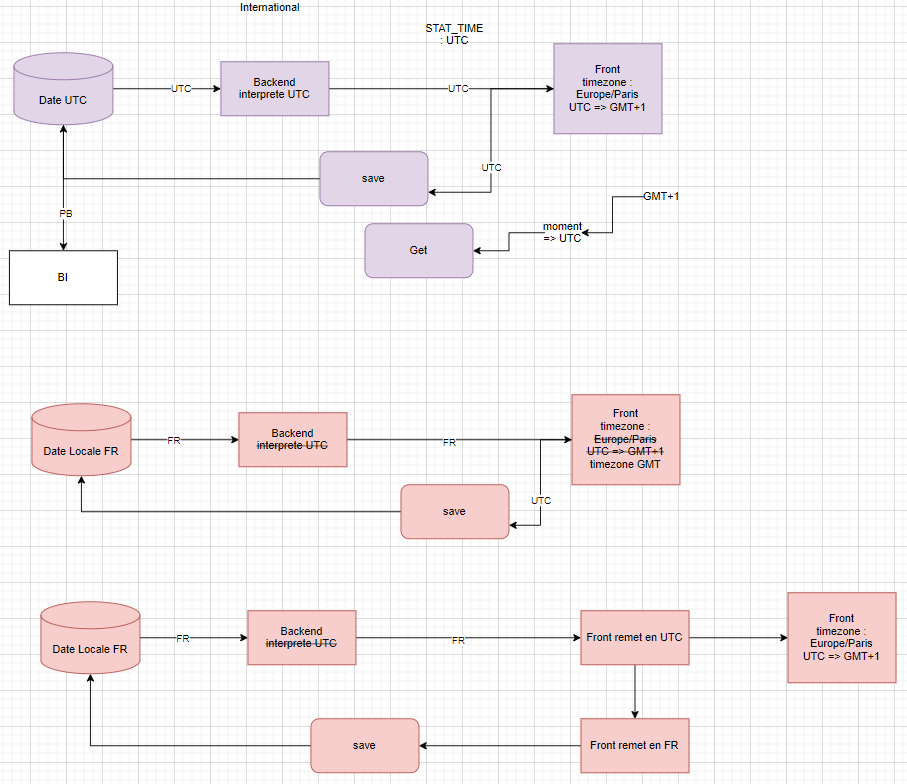 International
STAT_TIME
: UTC
Date UTC
UTC
Backend
interprete UTC
UTC
Front
timezone :
Europe/Paris
UTC => GMT+1
UTC
save
PB
BI
GMT+1
moment
=> UTC
Get
Date Locale FR
FR
Backend
interprete UTC
FR
Front
timezone :
Europe/Paris
UTC => GMT+1
timezone GMT
UTC
save
Date Locale FR
FR
Backend
interprete UTC
FR
Front remet en UTC
Front
timezone :
Europe/Paris
UTC => GMT+1
save
Front remet en FR